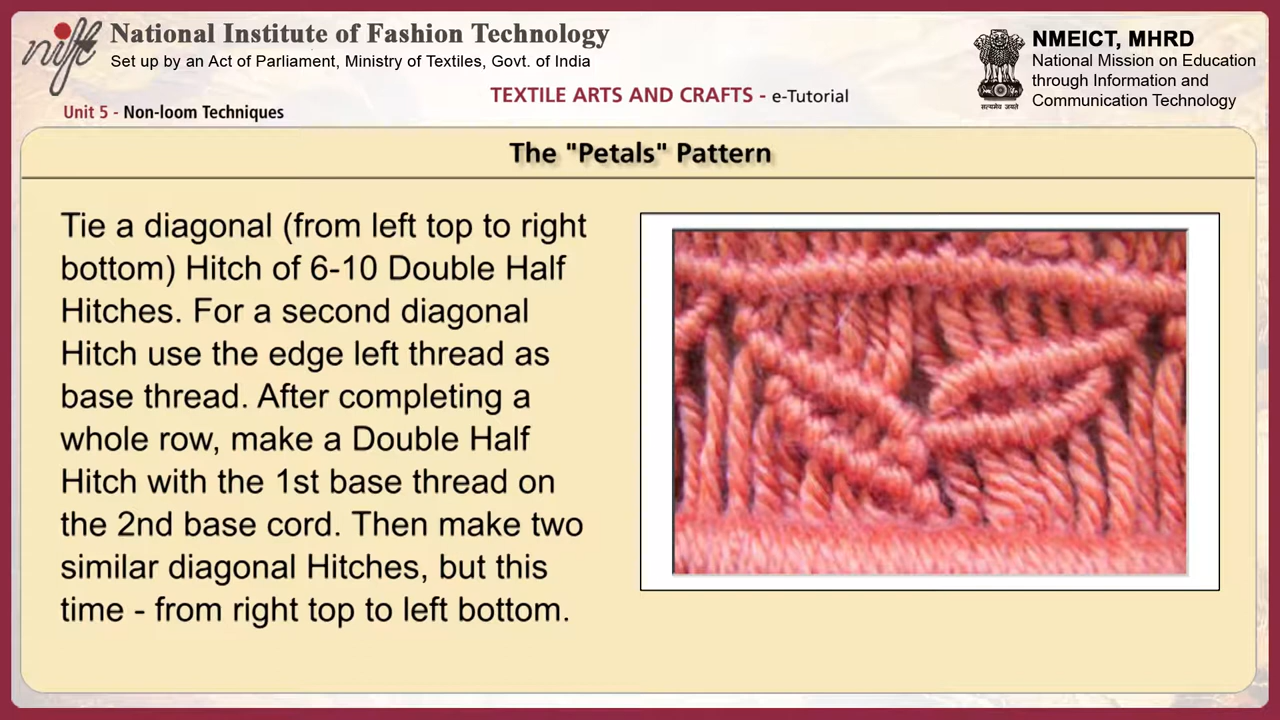 nift
National Institute of Fashion Technology
Set up by an Act of Parliament, Ministry of Textiles, Govt. of India
TEXTILE ARTS AND CRAFTS - e-Tutorial
सत्यमेव जयते
NMEICT, MHRD
National Mission on Education
through Information and
Communication Technology
Unit 5 - Non-loom Techniques
The "Petals" Pattern
Tie a diagonal (from left top to right
bottom) Hitch of 6-10 Double Half
Hitches. For a second diagonal
Hitch use the edge left thread as
base thread. After completing a
whole row, make a Double Half
Hitch with the 1st base thread on
the 2nd base cord. Then make two
similar diagonal Hitches, but this
time - from right top to left bottom.